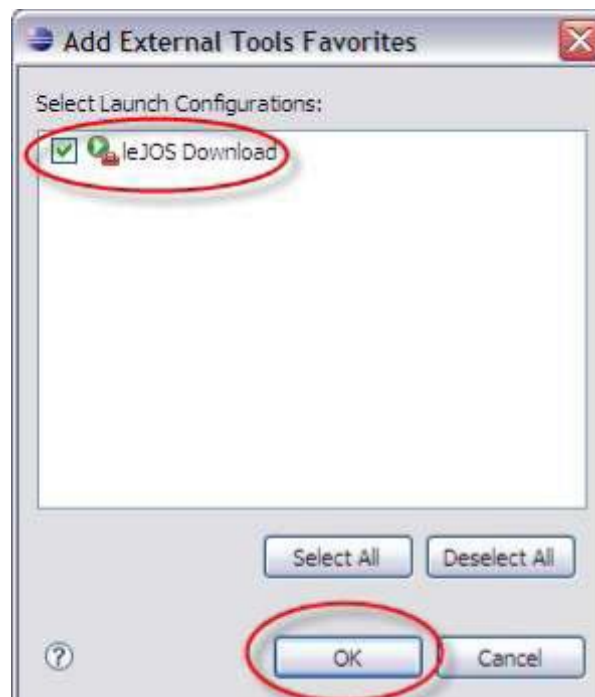 Add External Tools Favorites
Select Launch Configurations:
leJOS Download
Select All Deselect All
? OK Cancel